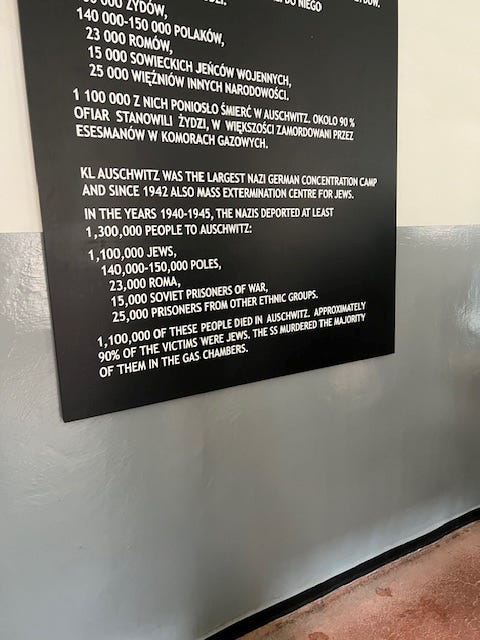 DO NIEGO
ŻYDÓW,
140 000-150 000 POLAKÓW,
23 000 ROMÓW,
15 000 SOWIECKICH JEŃCÓW WOJENNYCH,
25 000 WIĘŹNIÓW INNYCH NARODOWOŚCI.
1 100 000 Z NICH PONIOSŁO ŚMIERĆ W AUSCHWITZ. OKOŁO 90 %
OFIAR STANOWILI ŻYDZI, W WIĘKSZOŚCI ZAMORDOWANI PRZEZ
ESESMANÓW W KOMORACH GAZOWYCH.
KL AUSCHWITZ WAS THE LARGEST NAZI GERMAN CONCENTRATION CAMP
AND SINCE 1942 ALSO MASS EXTERMINATION CENTRE FOR JEWS.
IN THE YEARS 1940-1945, THE NAZIS DEPORTED AT LEAST
1,300,000 PEOPLE TO AUSCHWITZ:
1,100,000 JEWS,
140,000-150,000 POLES,
23,000 ROMA,
15,000 SOVIET PRISONERS OF WAR,
25,000 PRISONERS FROM OTHER ETHNIC GROUPS.
1,100,000 OF THESE PEOPLE DIED IN AUSCHWITZ. APPROXIMATELY
90% OF THE VICTIMS WERE JEWS. THE SS MURDERED THE MAJORITY
OF THEM IN THE GAS CHAMBERS.